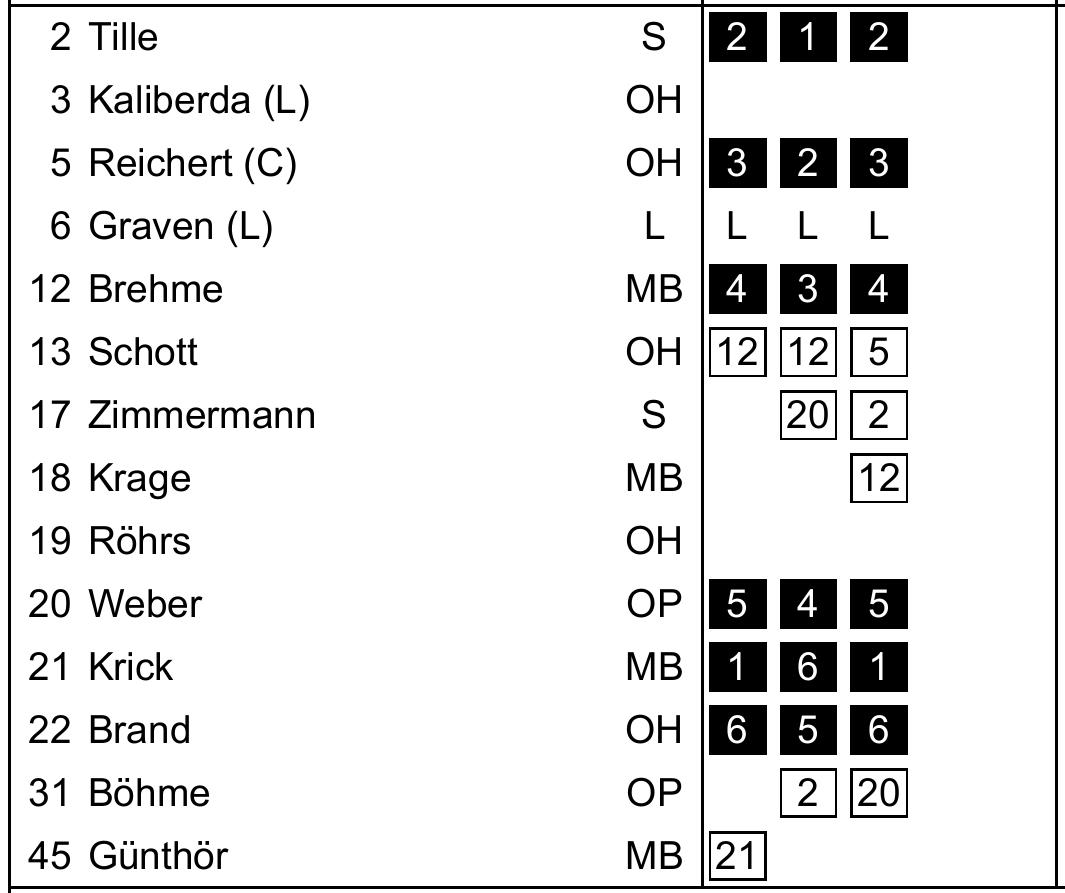 2 Tille S 2 1 2
3 Kaliberda (L) OH
5 Reichert (C) OH 3 2 3
6 Graven (L) L L L L
12 Brehme MB 4 3 4
13 Schott OH 12 12 5
17 Zimmermann S 20 2
18 Krage MB 12
19 Röhrs OH
20 Weber OP 5 4 5
21 Krick MB 1 6 1
22 Brand OH 6 5 6
31 Böhme OP 2 20
45 Günthör MB 21